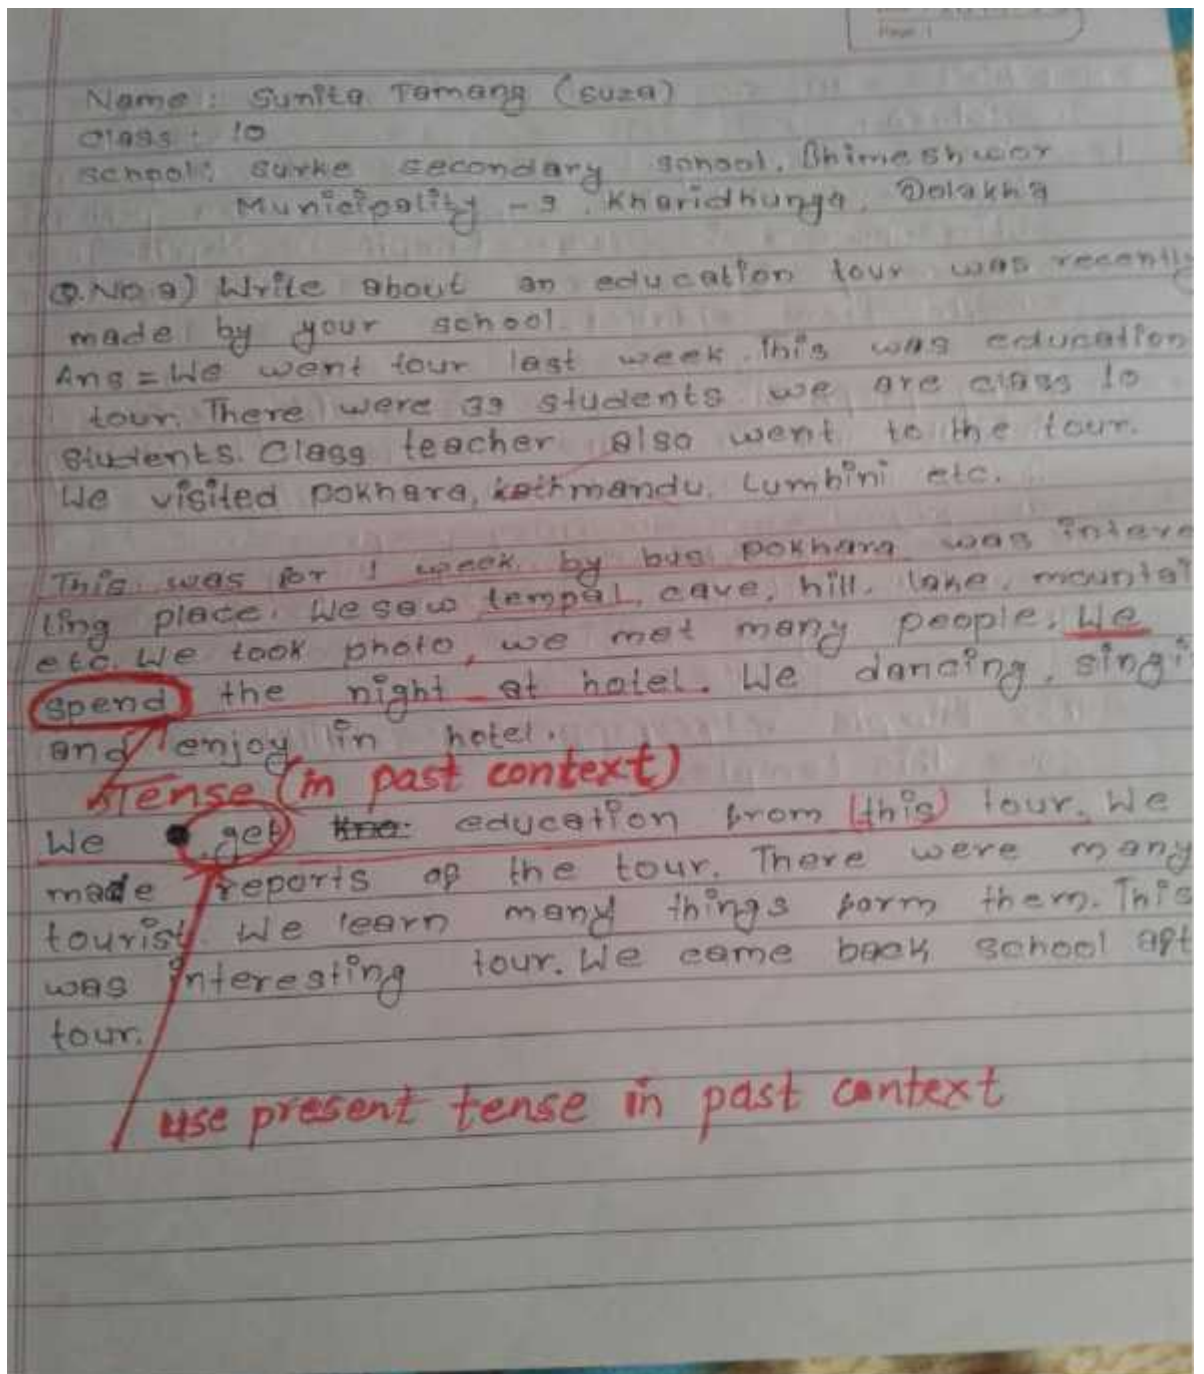 Page:
Name: Sunita Tamang (suza)
Class: 10
school: Surke secondary school, Bhimeshwor
Municipality - 9, Kharidhunga, Dolakha
Q.No.9) Write about an education tour was recently
made by your school.
Ans = We went tour last week. This was education
tour. There were 39 students we are class 10
students. Class teacher also went to the tour.
We visited pokhara, kathmandu, Lumbini etc.
This was for 1 week by bus pokhara was intere
ting place. We saw tempal, cave, hill, lake, mountai
etc. We took photo, we met many people. We
spend the night at hotel. We dancing, singi
and enjoy in hotel.
Tense (in past context)
We get education from (this) tour. We
made reports of the tour. There were many
tourist. We learn many things form them. This
was interesting tour. We came back school aft
tour.
use present tense in past context